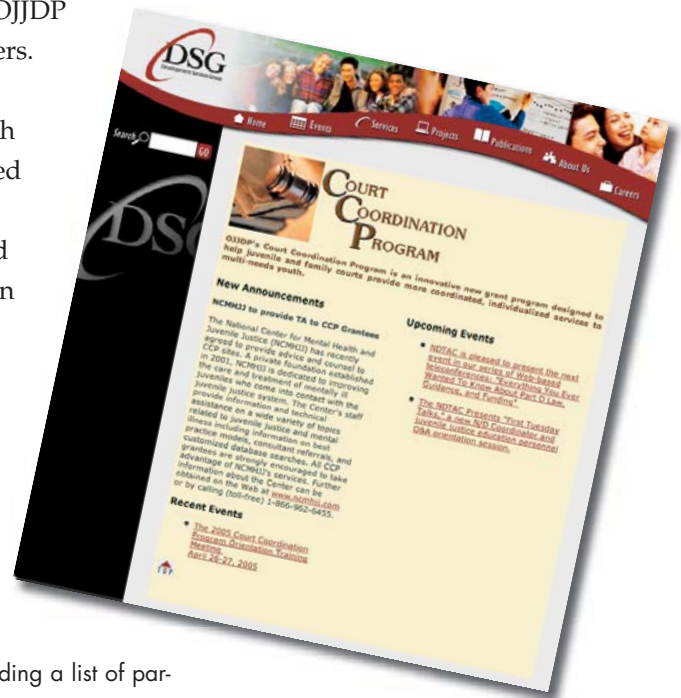 OJJDP
ers.
h
ed
d
n
DSG
Development Services Group
Home Events Services Projects Publications About Us Careers
Search GO
DSG
COURT
COORDINATION
PROGRAM
OJJDP's Court Coordination Program is an innovative new grant program designed to
help juvenile and family courts provide more coordinated, individualized services to
multi-needs youth.
New Announcements
NCMHJJ to provide TA to CCP Grantees
The National Center for Mental Health and
Juvenile Justice (NCMHJJ) has recently
agreed to provide advice and counsel to
CCP sites. A private foundation established
in 2001, NCMHJJ is dedicated to improving
the care and treatment of mentally ill
juveniles who come into contact with the
juvenile justice system. The Center's staff
provide information and technical
assistance on a wide variety of topics
related to juvenile justice and mental
illness including information on best
practice models, consultant referrals, and
customized database searches. All CCP
grantees are strongly encouraged to take
advantage of NCMHJJ's services. Further
information about the Center can be
obtained on the Web at www.ncmhjj.com
or by calling (toll-free) 1-866-962-6455.
Recent Events
The 2005 Court Coordination
Program Orientation Training
Meeting
April 26-27, 2005
TOP
Upcoming Events
NDTAC is pleased to present the next
event in our series of Web-based
teleconferences: "Everything You Ever
Wanted To Know About Part D Law,
Guidance, and Funding"
The NDTAC Presents "First Tuesday
Talks," a new N/D Coordinator and
Juvenile justice education personnel
Q&A orientation session.
ding a list of par-